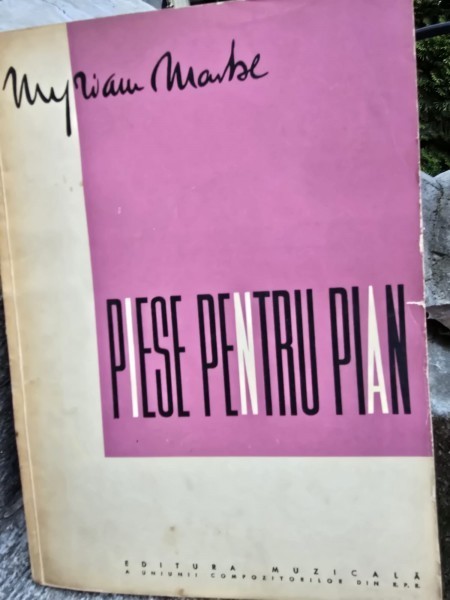 Myriam Marbe
PIESE PENTRU PIAN
EDITURA MUZICALĂ
A UNIUNII COMPOZITORILOR DIN R.P.R.